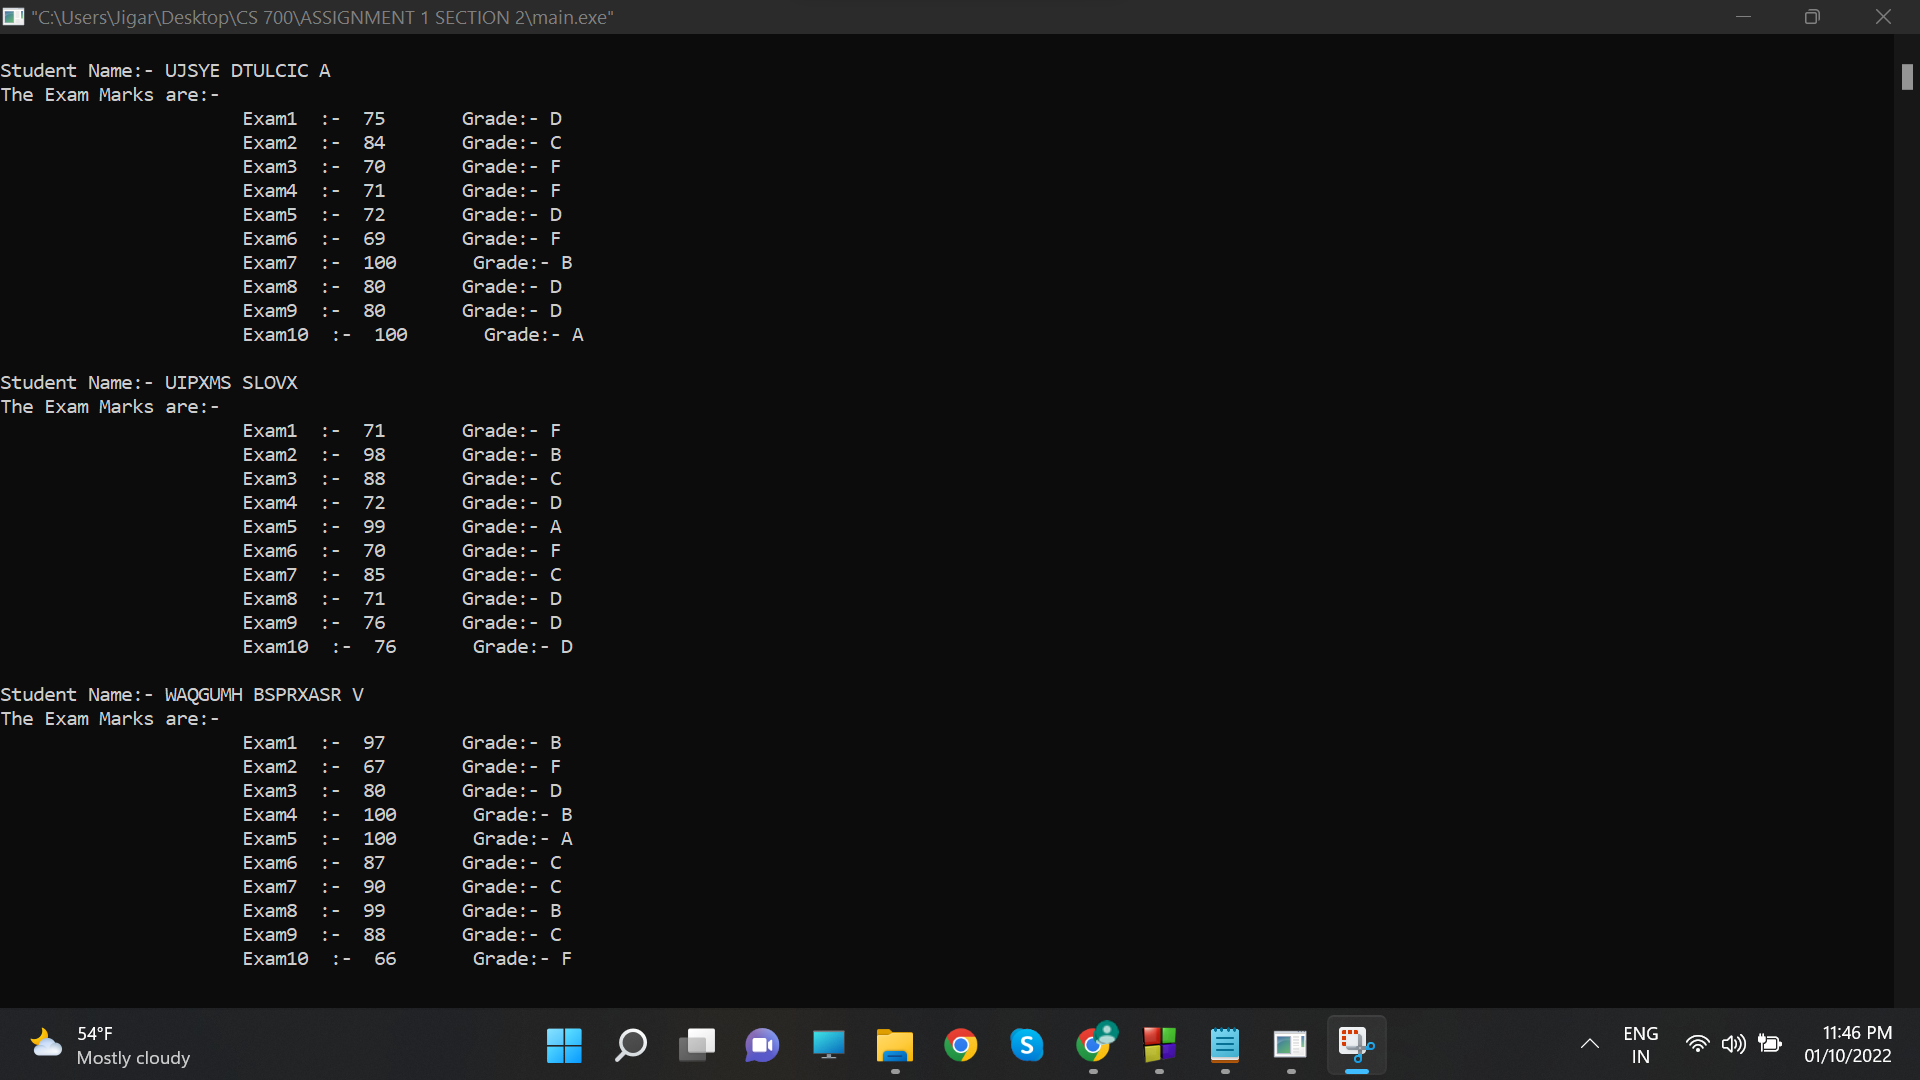 "C:\Users\Jigar\Desktop\CS 700\ASSIGNMENT 1 SECTION 2\main.exe"
Student Name:- UJSYE DTULCIC A
The Exam Marks are:-
Exam1 :- 75 Grade:- D
Exam2 :- 84 Grade:- C
Exam3 :- 70 Grade:- F
Exam4 :- 71 Grade:- F
Exam5 :- 72 Grade:- D
Exam6 :- 69 Grade:- F
Exam7 :- 100 Grade:- B
Exam8 :- 80 Grade:- D
Exam9 :- 80 Grade:- D
Exam10 :- 100 Grade:- A
Student Name:- UIPXMS SLOVX
The Exam Marks are:-
Exam1 :- 71 Grade:- F
Exam2 :- 98 Grade:- B
Exam3 :- 88 Grade:- C
Exam4 :- 72 Grade:- D
Exam5 :- 99 Grade:- A
Exam6 :- 70 Grade:- F
Exam7 :- 85 Grade:- C
Exam8 :- 71 Grade:- D
Exam9 :- 76 Grade:- D
Exam10 :- 76 Grade:- D
Student Name:- WAQGUMH BSPRXASR V
The Exam Marks are:-
Exam1 :- 97 Grade:- B
Exam2 :- 67 Grade:- F
Exam3 :- 80 Grade:- D
Exam4 :- 100 Grade:- B
Exam5 :- 100 Grade:- A
Exam6 :- 87 Grade:- C
Exam7 :- 90 Grade:- C
Exam8 :- 99 Grade:- B
Exam9 :- 88 Grade:- C
Exam10 :- 66 Grade:- F
54°F
Mostly cloudy
S
ENG
IN
11:46 PM
01/10/2022